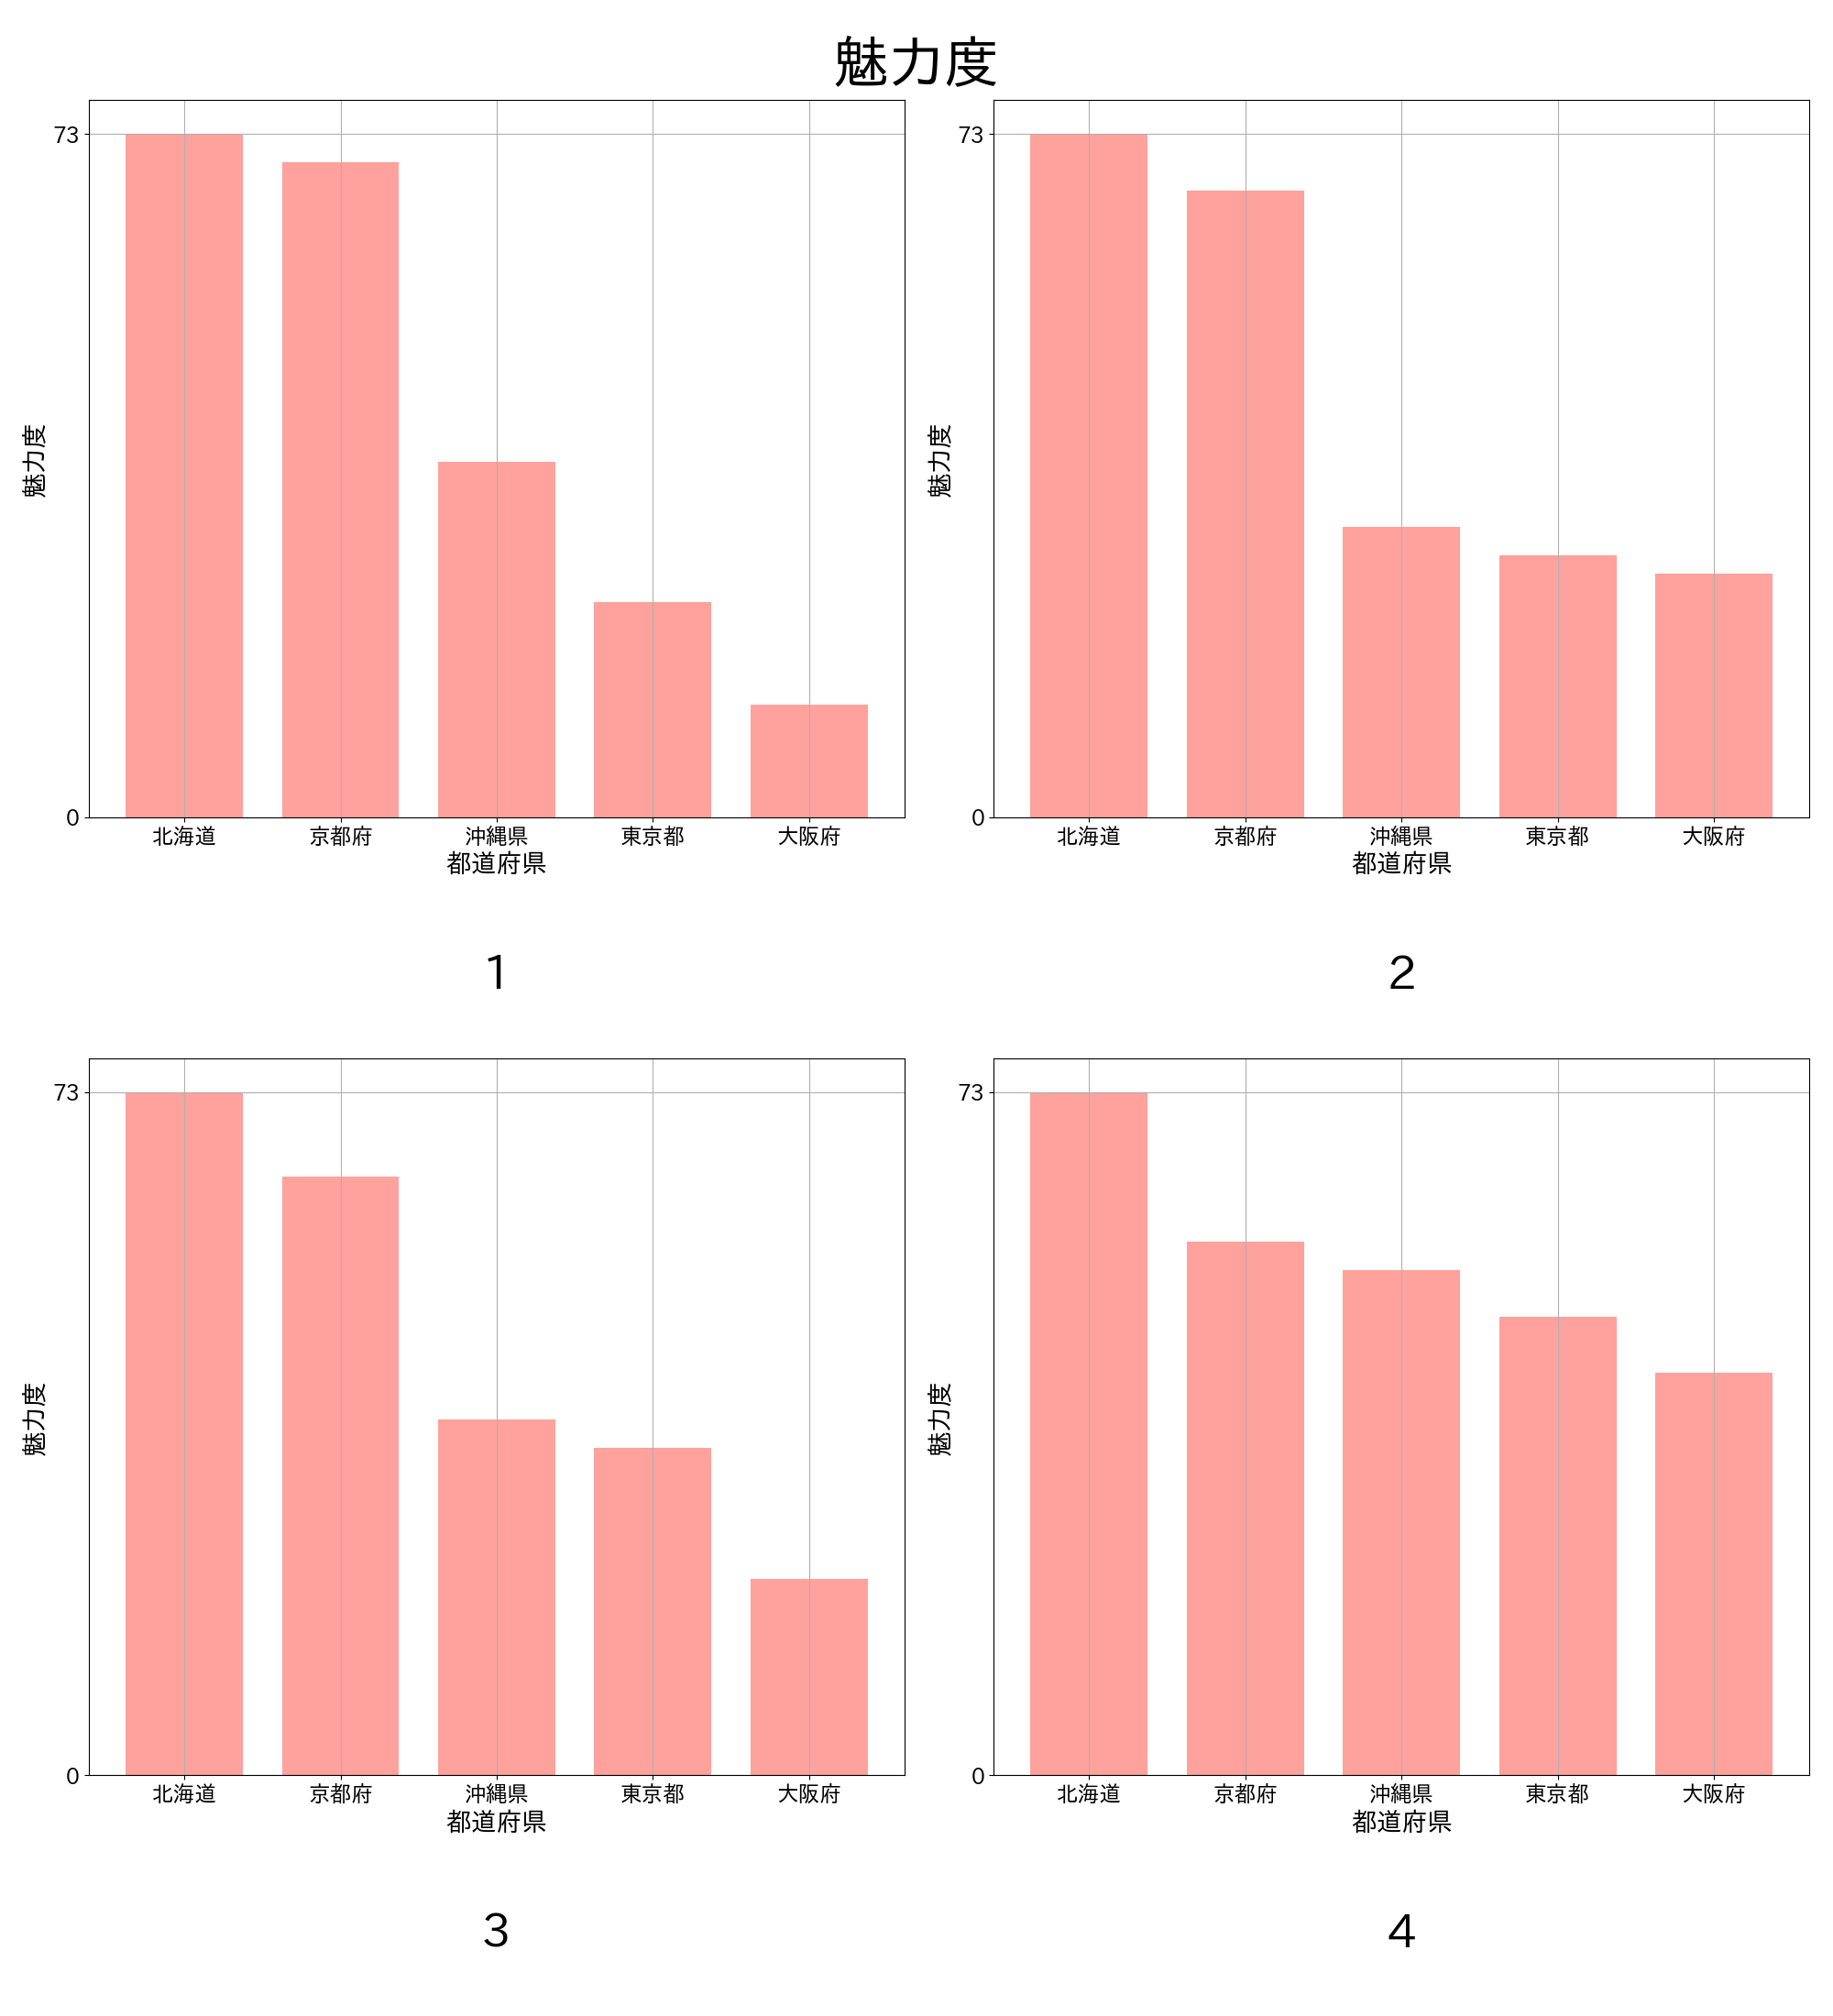 魅力度
73
0
魅力度
北海道 京都府 沖縄県 東京都 大阪府
都道府県
1
73
0
魅力度
北海道 京都府 沖縄県 東京都 大阪府
都道府県
2
73
0
魅力度
北海道 京都府 沖縄県 東京都 大阪府
都道府県
3
73
0
魅力度
北海道 京都府 沖縄県 東京都 大阪府
都道府県
4